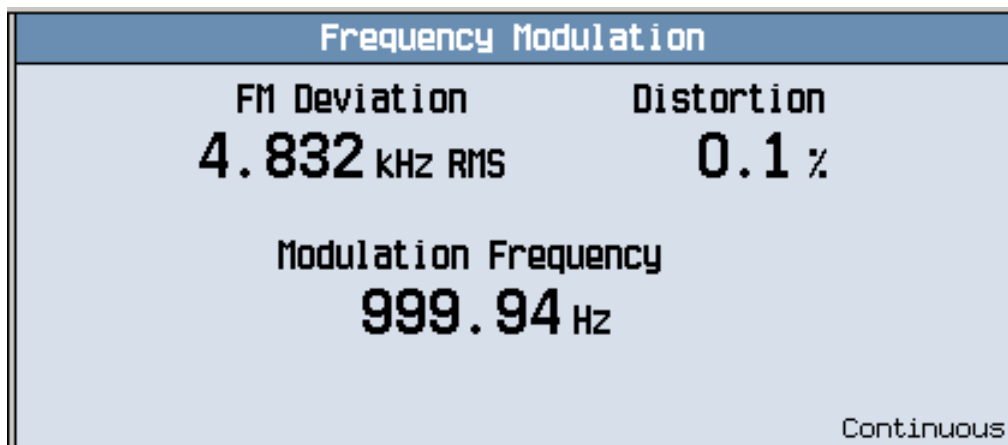 Frequency Modulation
FM Deviation Distortion
4.832 kHz RMS 0.1 %
Modulation Frequency
999.94 Hz
Continuous